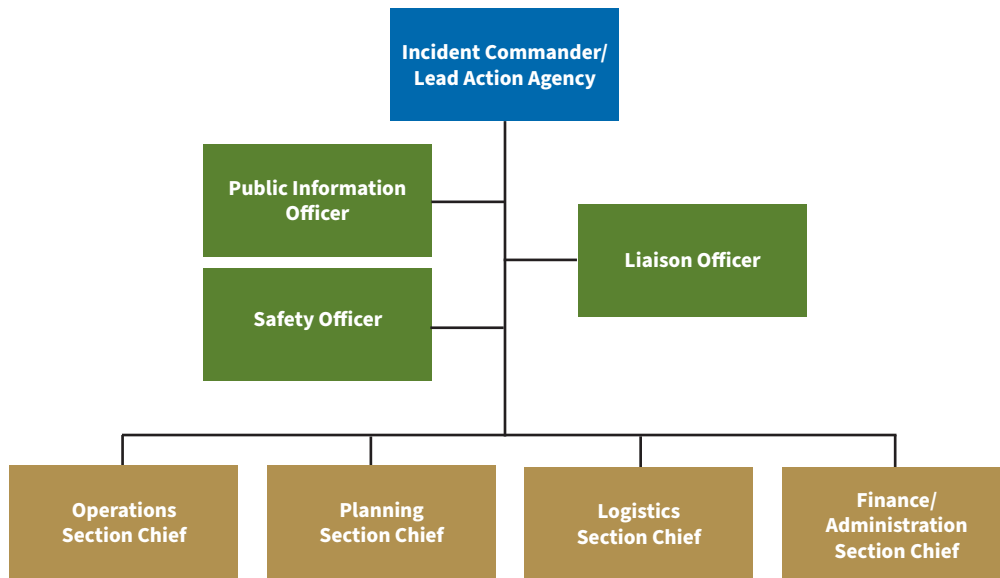 Incident Commander/
Lead Action Agency
Public Information
Officer
Liaison Officer
Safety Officer
Operations
Section Chief
Planning
Section Chief
Logistics
Section Chief
Finance/
Administration
Section Chief